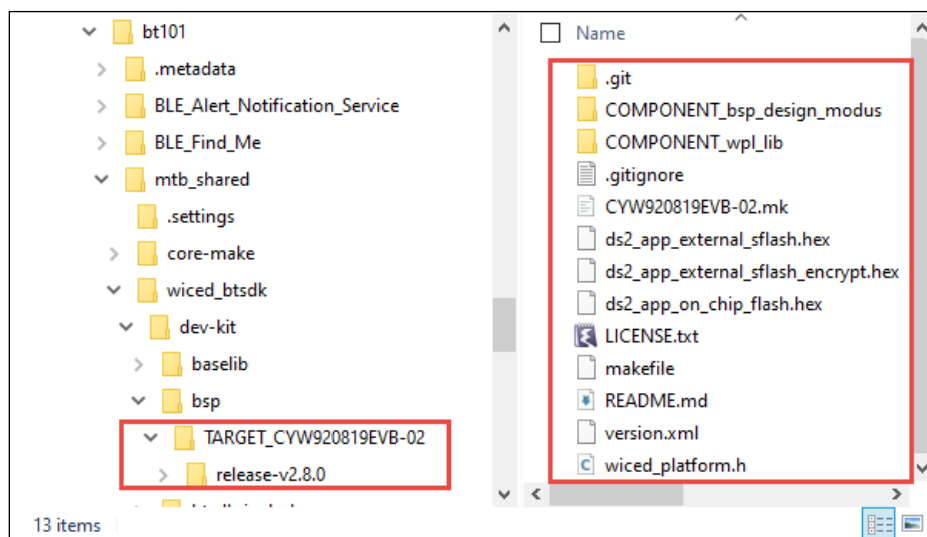 bt101
.metadata
BLE_Alert_Notification_Service
BLE_Find_Me
mtb_shared
.settings
core-make
wiced_btsdk
dev-kit
baselib
bsp
TARGET_CYW920819EVB-02
release-v2.8.0
Name
.git
COMPONENT_bsp_design_modus
COMPONENT_wpl_lib
.gitignore
CYW920819EVB-02.mk
ds2_app_external_sflash.hex
ds2_app_external_sflash_encrypt.hex
ds2_app_on_chip_flash.hex
LICENSE.txt
makefile
README.md
version.xml
wiced_platform.h
13 items